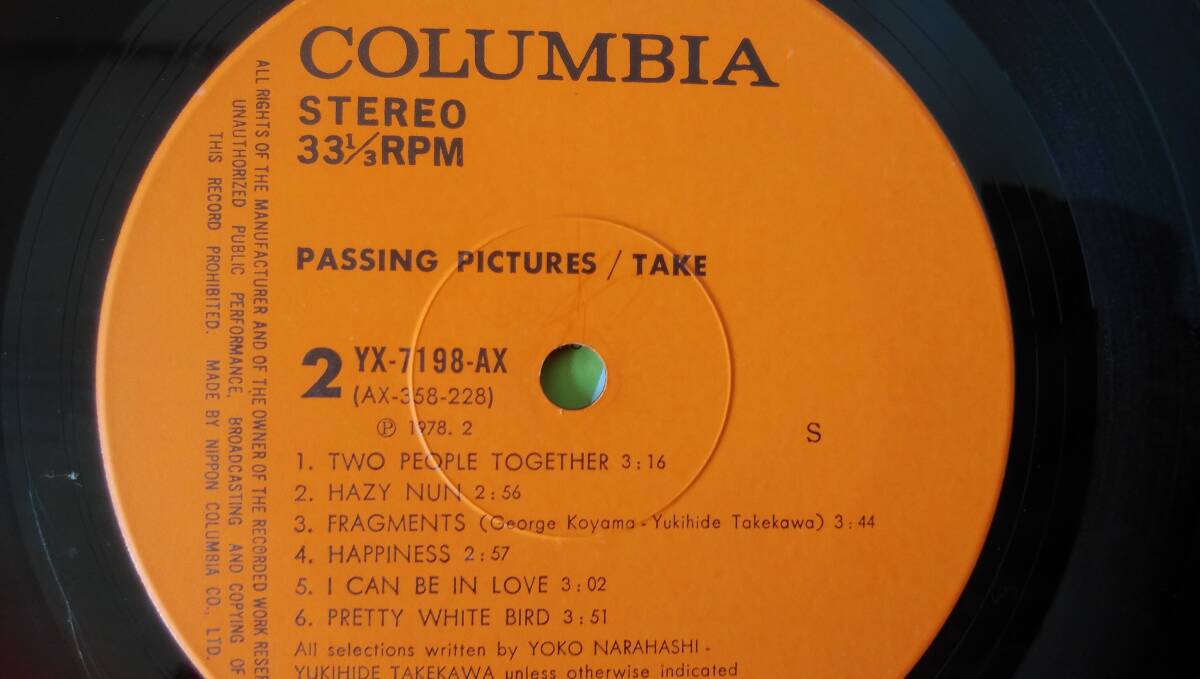 COLUMBIA
STEREO
33⅓RPM
PASSING PICTURES / TAKE
2 YX-7198-AX
(AX-358-228)
Ⓟ 1978. 2
S
1. TWO PEOPLE TOGETHER 3:16
2. HAZY NUN 2:56
3. FRAGMENTS (George Koyama - Yukihide Takekawa) 3:44
4. HAPPINESS 2:57
5. I CAN BE IN LOVE 3:02
6. PRETTY WHITE BIRD 3:51
All selections written by YOKO NARAHASHI -
YUKIHIDE TAKEKAWA unless otherwise indicated
ALL RIGHTS OF THE MANUFACTURER AND OF THE OWNER OF THE RECORDED WORK RESER
UNAUTHORIZED PUBLIC PERFORMANCE, BROADCASTING AND COPYING OF
THIS RECORD PROHIBITED. MADE BY NIPPON COLUMBIA CO., LTD.